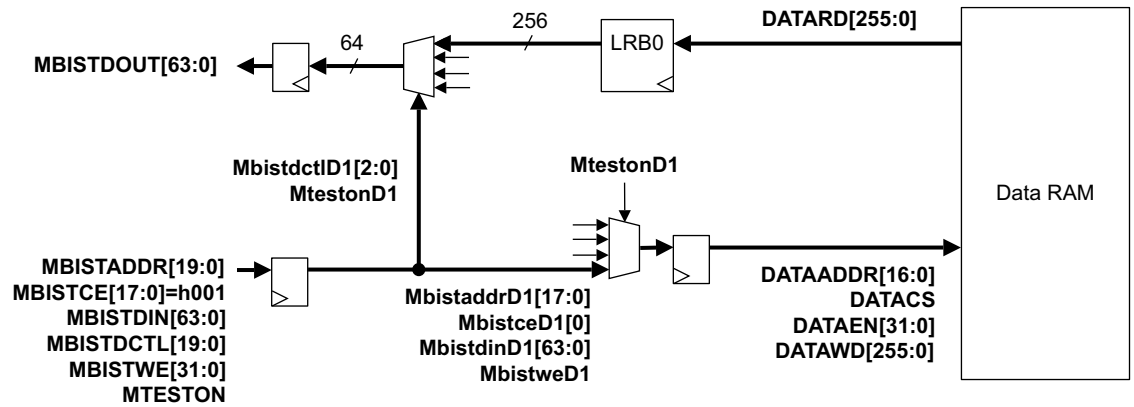 256
DATARD[255:0]
64
LRB0
MBISTDOUT[63:0]
MbistdctlD1[2:0]
MtestonD1
MtestonD1
Data RAM
MBISTADDR[19:0]
MBISTCE[17:0]=h001
MBISTDIN[63:0]
MBISTDCTL[19:0]
MBISTWE[31:0]
MTESTON
MbistaddrD1[17:0]
MbistceD1[0]
MbistdinD1[63:0]
MbistweD1
DATAADDR[16:0]
DATACS
DATAEN[31:0]
DATAWD[255:0]